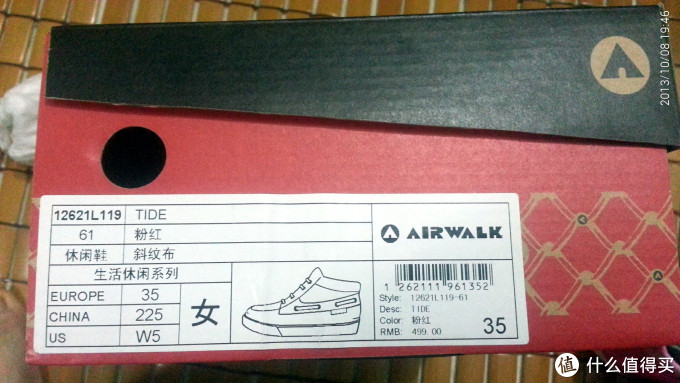 2013/10/08 19:46
12621L119 TIDE
61 粉红
休闲鞋 斜纹布
生活休闲系列
EUROPE 35
CHINA 225
US W5
女
AIRWALK
1 262111 961352
Style: 12621L119-61
Desc: TIDE
Color: 粉红
RMB: 499.00
35
值 什么值得买